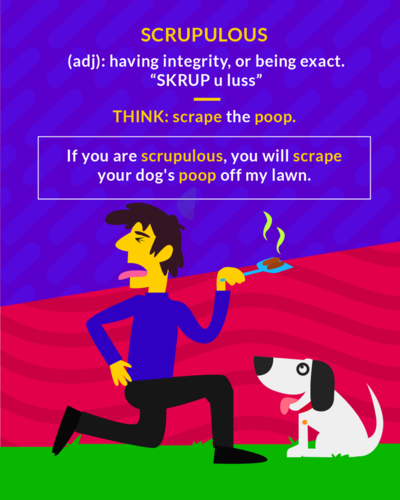 SCRUPULOUS
(adj): having integrity, or being exact.
“SKRUP u luss”
THINK: scrape the poop.
If you are scrupulous, you will scrape
your dog's poop off my lawn.